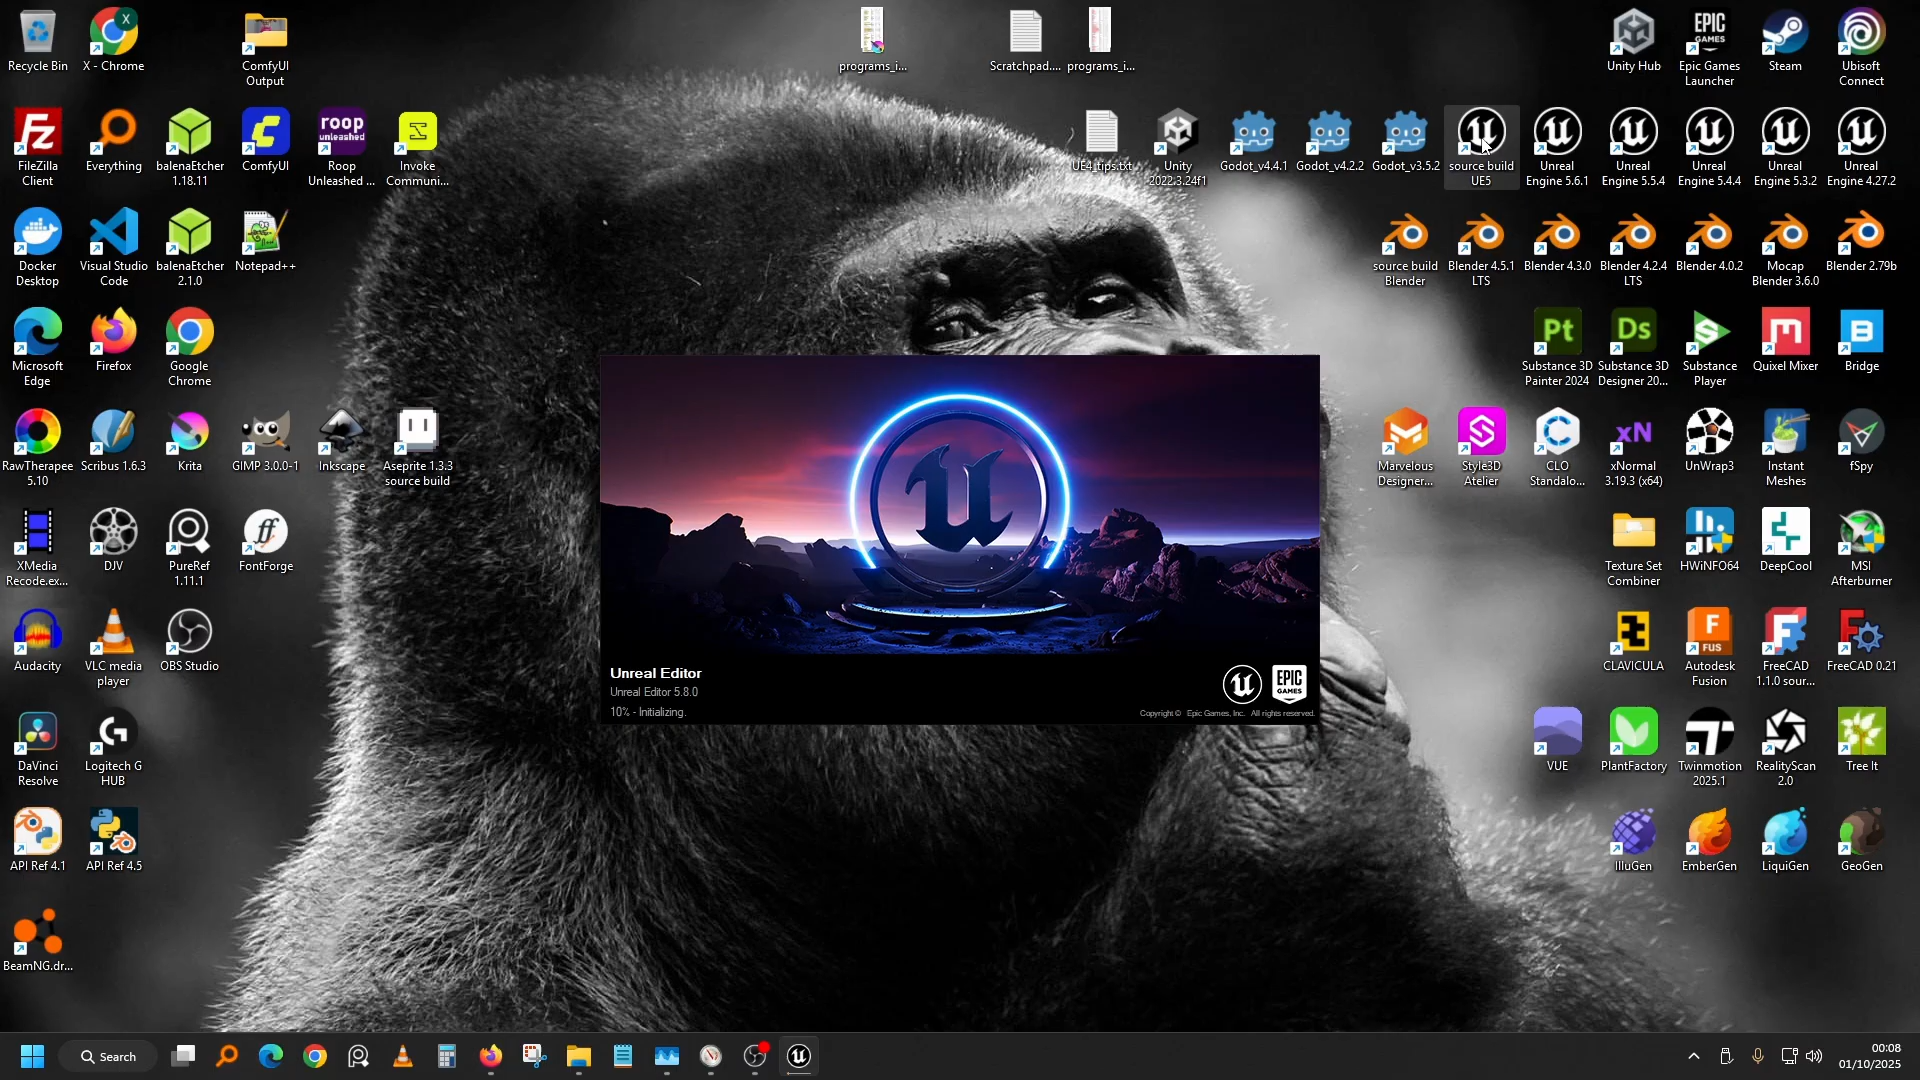 Recycle Bin
X - Chrome
ComfyUI
Output
programs_i...
Scratchpad....
programs_i...
Unity Hub
EPIC
GAMES
Epic Games
Launcher
Steam
Ubisoft
Connect
FileZilla
Client
Everything
balenaEtcher
1.18.11
ComfyUI
roop
unleashed
Roop
Unleashed ...
Invoke
Communi...
UE4_tips.txt
Unity
2022.3.24f1
Godot_v4.4.1
Godot_v4.2.2
Godot_v3.5.2
source build
UE5
Unreal
Engine 5.6.1
Unreal
Engine 5.5.4
Unreal
Engine 5.4.4
Unreal
Engine 5.3.2
Unreal
Engine 4.27.2
Docker
Desktop
Visual Studio
Code
balenaEtcher
2.1.0
Notepad++
source build
Blender
Blender 4.5.1
LTS
Blender 4.3.0
Blender 4.2.4
LTS
Blender 4.0.2
Mocap
Blender 3.6.0
Blender 2.79b
Microsoft
Edge
Firefox
Google
Chrome
Pt
Substance 3D
Painter 2024
Ds
Substance 3D
Designer 20...
Substance
Player
Quixel Mixer
Bridge
RawTherapee
5.10
Scribus 1.6.3
Krita
GIMP 3.0.0-1
Inkscape
Aseprite 1.3.3
source build
Marvelous
Designer...
Style3D
Atelier
CLO
Standalo...
xN
xNormal
3.19.3 (x64)
UnWrap3
Instant
Meshes
fSpy
XMedia
Recode.ex...
DJV
PureRef
1.11.1
ff
FontForge
Texture Set
Combiner
HWiNFO64
DeepCool
MSI
Afterburner
Audacity
VLC media
player
OBS Studio
Unreal Editor
Unreal Editor 5.8.0
10% - Initializing.
EPIC
GAMES
Copyright © Epic Games, Inc. All rights reserved.
CLAVICULA
F
FUS
Autodesk
Fusion
FreeCAD
1.1.0 sour...
FreeCAD 0.21
DaVinci
Resolve
Logitech G
HUB
VUE
PlantFactory
Twinmotion
2025.1
RealityScan
2.0
Tree It
API Ref 4.1
API Ref 4.5
IlluGen
EmberGen
LiquiGen
GeoGen
BeamNG.dr...
Search
00:08
01/10/2025